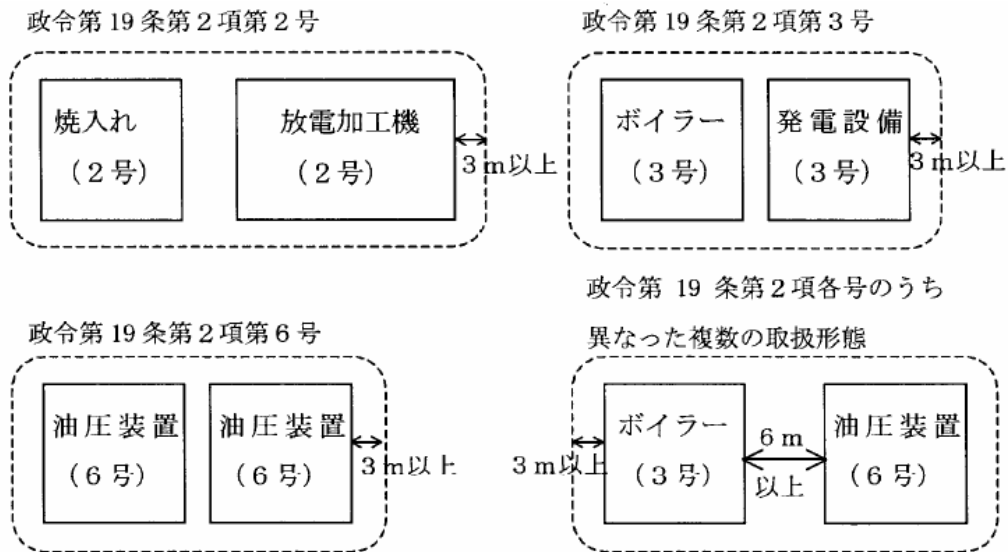 政令第19条第2項第2号
焼入れ
(2号)
放電加工機
(2号)
3m以上
政令第19条第2項第3号
ボイラー
(3号)
発電設備
(3号)
3m以上
政令第19条第2項第6号
油圧装置
(6号)
油圧装置
(6号)
3m以上
政令第 19 条第2項各号のうち
異なった複数の取扱形態
3m以上
ボイラー
(3号)
6m
以上
油圧装置
(6号)